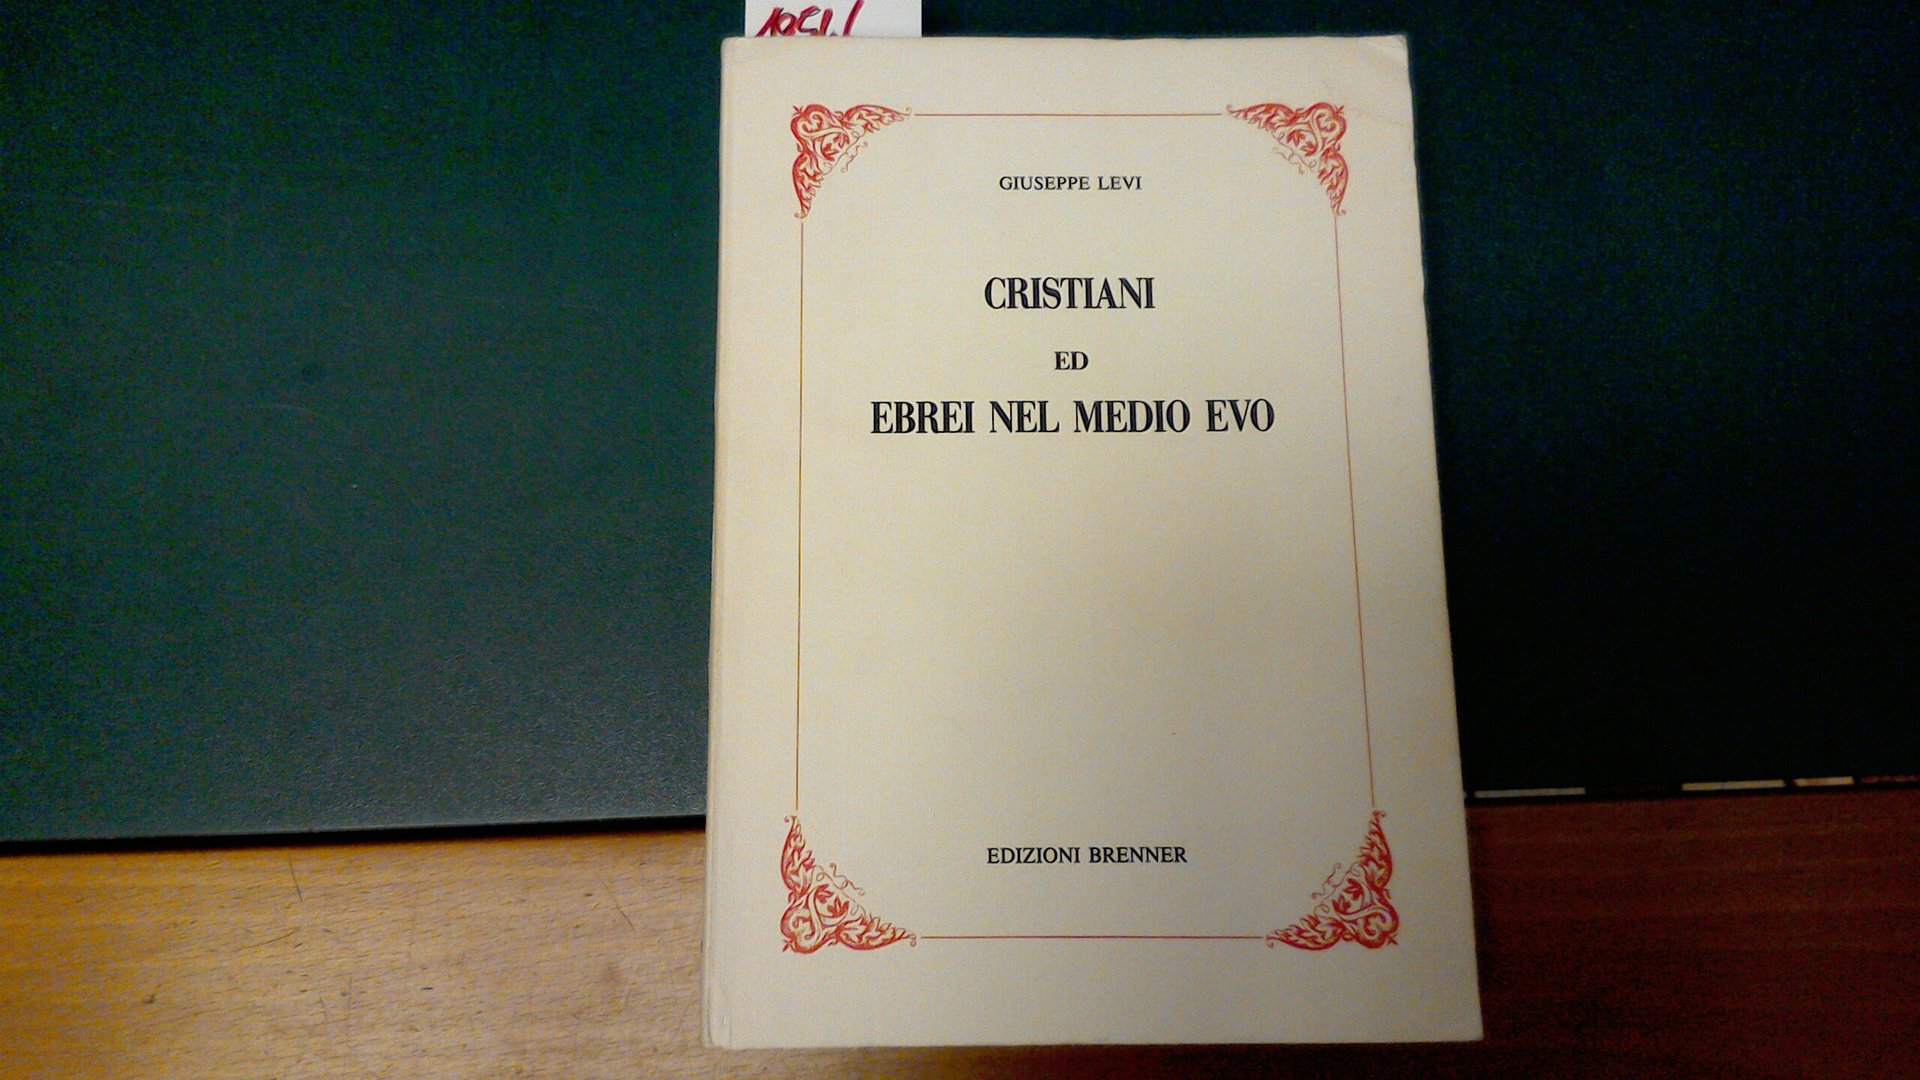 GIUSEPPE LEVI
CRISTIANI
ED
EBREI NEL MEDIO EVO
EDIZIONI BRENNER